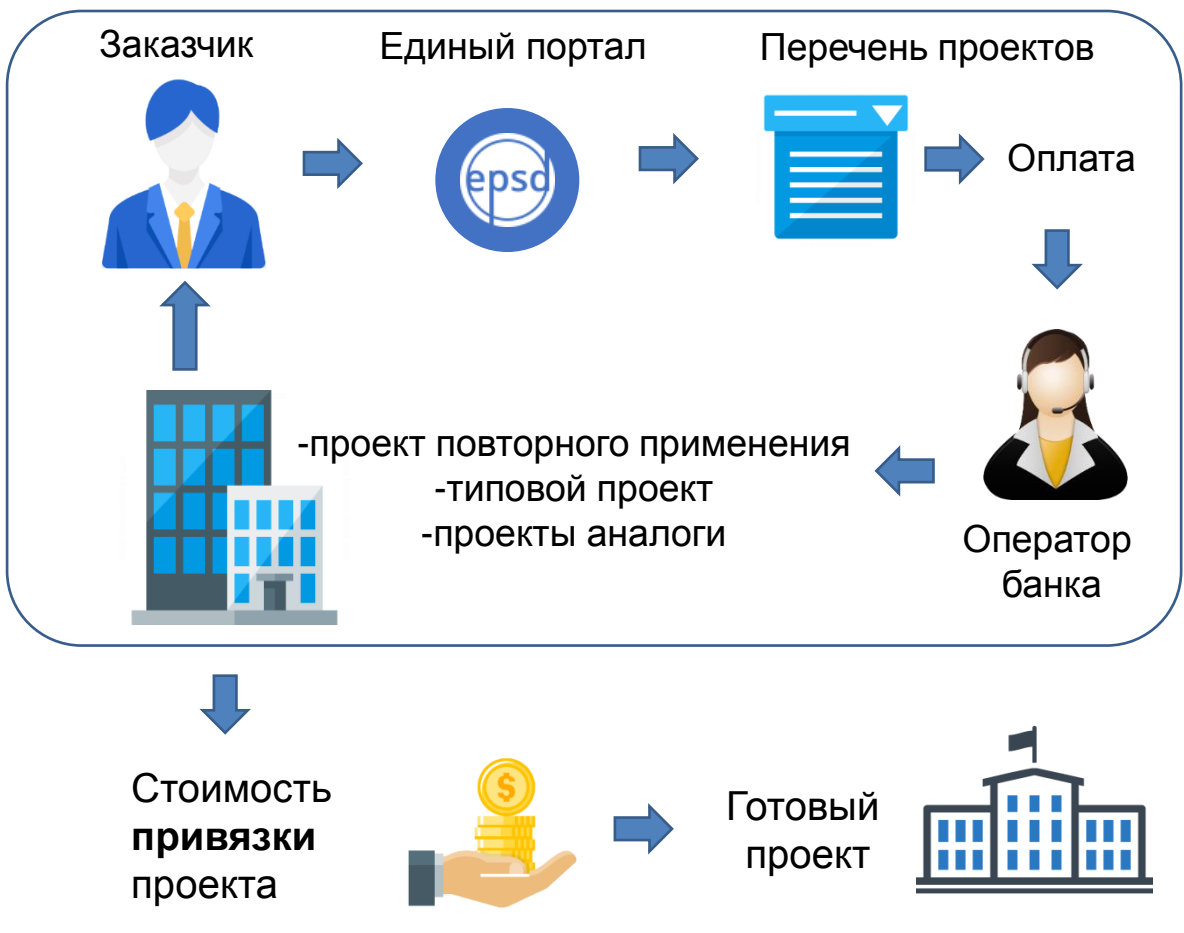 Заказчик
Единый портал
Перечень проектов
epsd
Оплата
-проект повторного применения
-типовой проект
-проекты аналоги
Оператор
банка
Стоимость
привязки
проекта
$
Готовый
проект